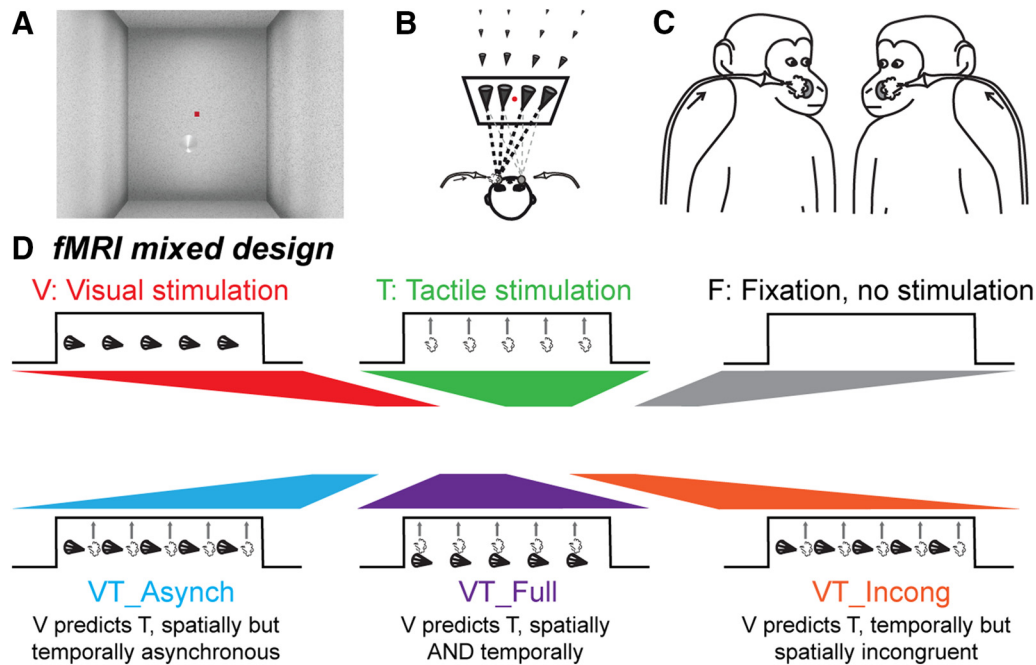 A
B
C
D fMRI mixed design
V: Visual stimulation
T: Tactile stimulation
F: Fixation, no stimulation
VT_Asynch
V predicts T, spatially but
temporally asynchronous
VT_Full
V predicts T, spatially
AND temporally
VT_Incong
V predicts T, temporally but
spatially incongruent